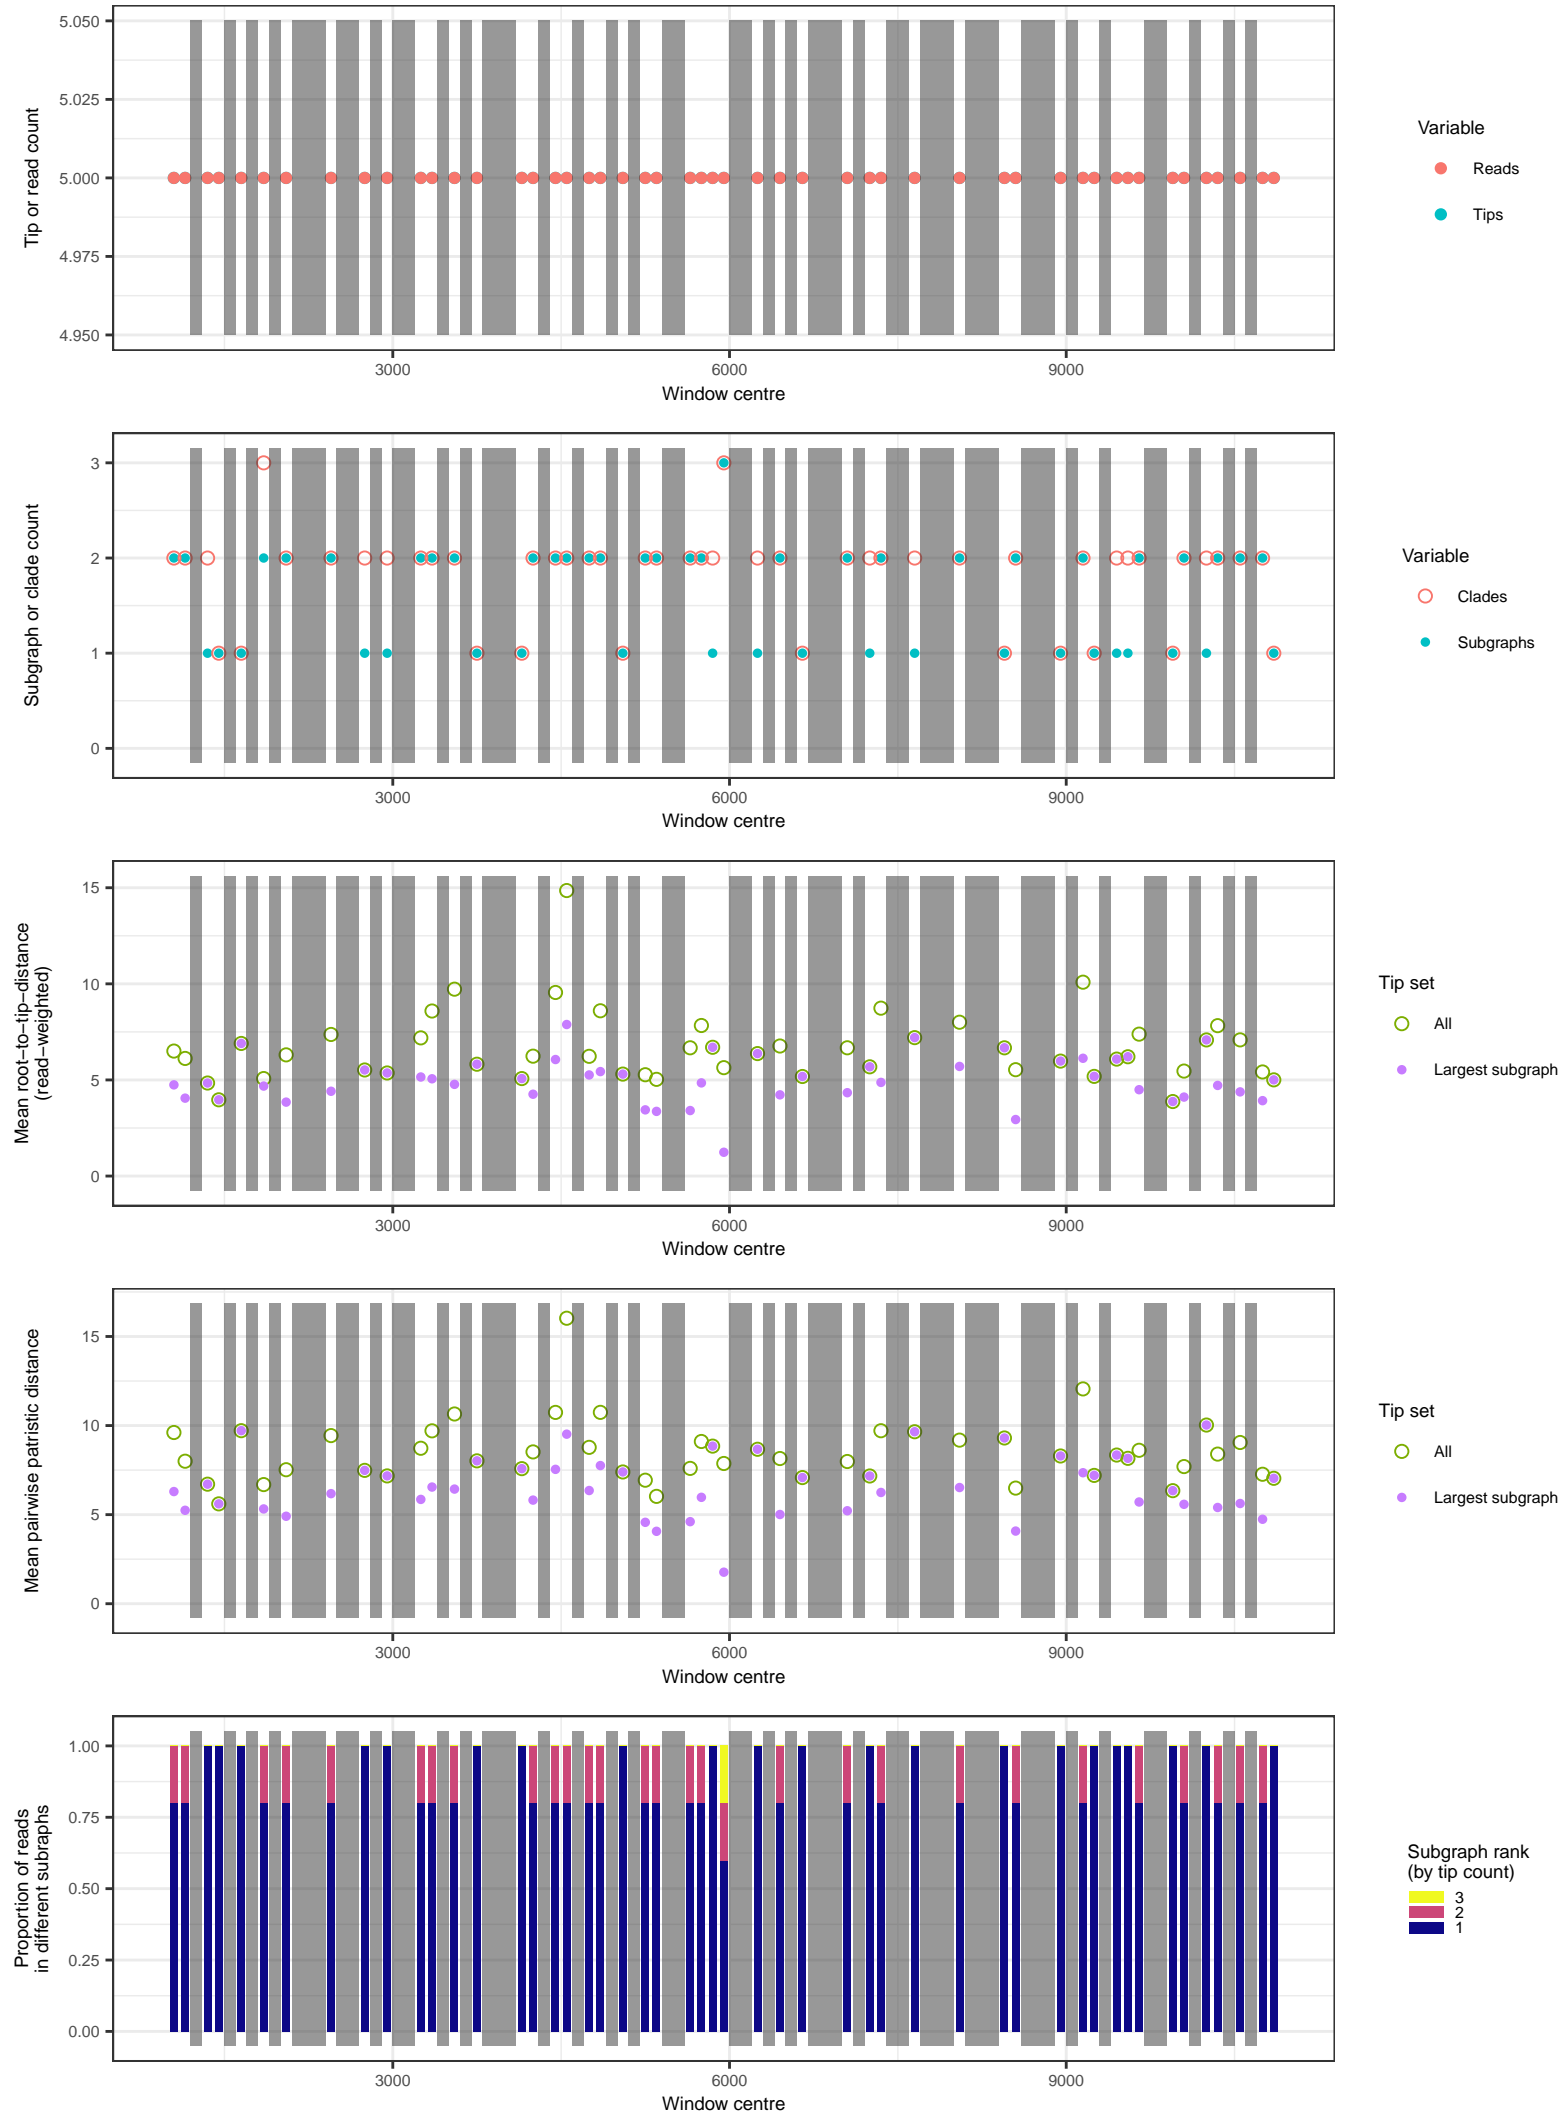 5.050
5.025
5.000
4.975
4.950
Tip or read count
3000
6000
9000
Window centre
Variable
Reads
Tips
3
2
1
0
Subgraph or clade count
3000
6000
9000
Window centre
Variable
Clades
Subgraphs
15
10
5
0
Mean root−to−tip−distance
(read−weighted)
3000
6000
9000
Window centre
Tip set
All
Largest subgraph
15
10
5
0
Mean pairwise patristic distance
3000
6000
9000
Window centre
Tip set
All
Largest subgraph
1.00
0.75
0.50
0.25
0.00
Proportion of reads
in different subraphs
3000
6000
9000
Window centre
Subgraph rank
(by tip count)
3
2
1